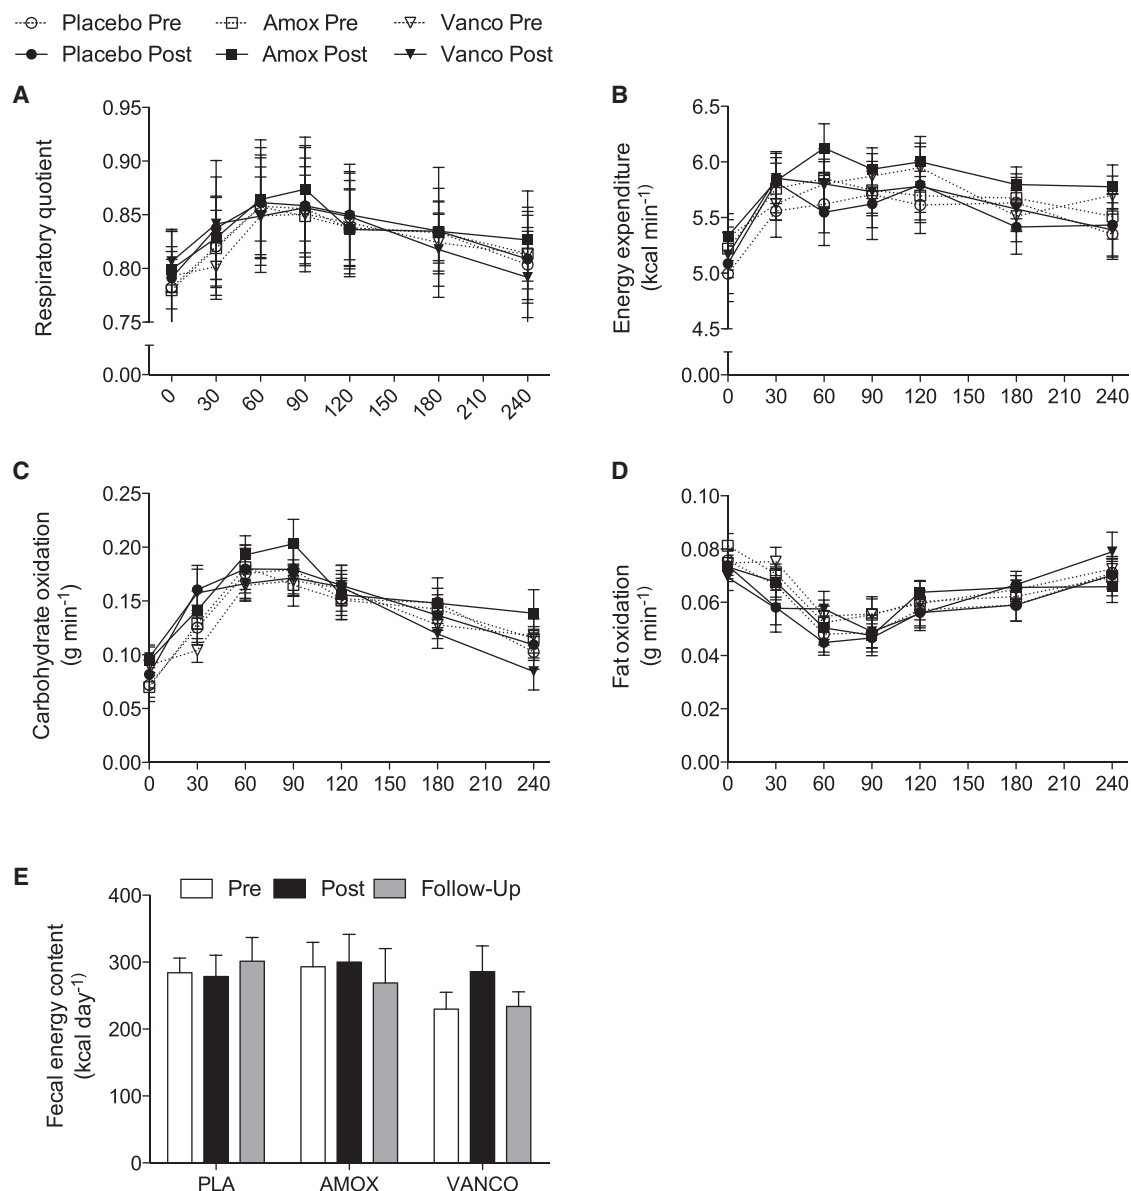 Placebo Pre Amox Pre Vanco Pre
Placebo Post Amox Post Vanco Post
A
Respiratory quotient
0.95
0.90
0.85
0.80
0.75
0.00
0 30 60 90 120 150 180 210 240
B
Energy expenditure
(kcal min⁻¹)
6.5
6.0
5.5
5.0
4.5
0.00
0 30 60 90 120 150 180 210 240
C
Carbohydrate oxidation
(g min⁻¹)
0.25
0.20
0.15
0.10
0.05
0.00
0 30 60 90 120 150 180 210 240
D
Fat oxidation
(g min⁻¹)
0.10
0.08
0.06
0.04
0.02
0.00
0 30 60 90 120 150 180 210 240
E
Pre Post Follow-Up
Fecal energy content
(kcal day⁻¹)
400
300
200
100
0
PLA AMOX VANCO